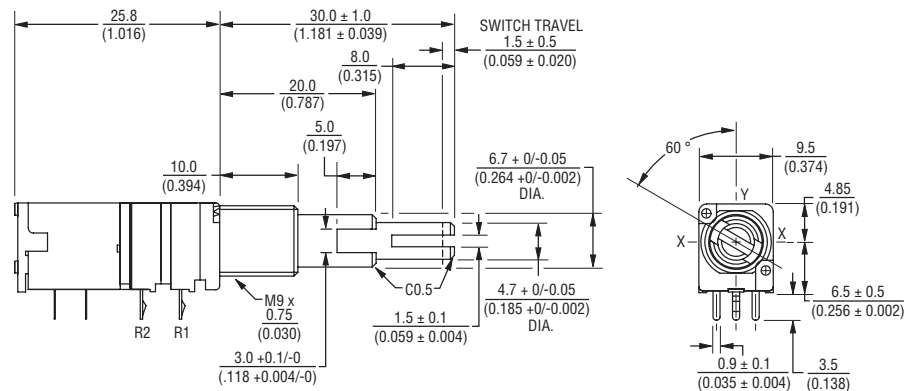 25.8
(1.016)
30.0 ± 1.0
(1.181 ± 0.039)
SWITCH TRAVEL
1.5 ± 0.5
(0.059 ± 0.020)
8.0
(0.315)
20.0
(0.787)
5.0
(0.197)
10.0
(0.394)
6.7 + 0/-0.05
(0.264 +0/-0.002)
DIA.
R2
R1
M9 x
0.75
(0.030)
3.0 +0.1/-0
(.118 +0.004/-0)
C0.5
1.5 ± 0.1
(0.059 ± 0.004)
4.7 + 0/-0.05
(0.185 +0/-0.002)
DIA.
60 °
9.5
(0.374)
Y
4.85
(0.191)
X
X
6.5 ± 0.5
(0.256 ± 0.002)
0.9 ± 0.1
(0.035 ± 0.004)
3.5
(0.138)